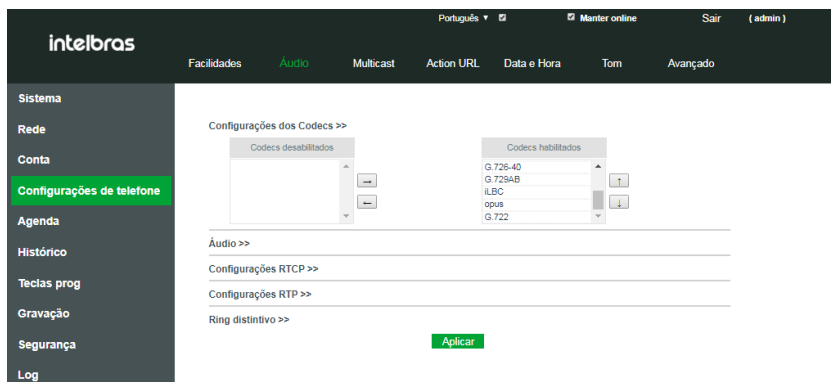 Português ▼ Manter online Sair ( admin )
intelbras
Facilidades Áudio Multicast Action URL Data e Hora Tom Avançado
Sistema
Rede
Conta
Configurações de telefone
Agenda
Histórico
Teclas prog
Gravação
Segurança
Log
Configurações dos Codecs >>
Codecs desabilitados
Codecs habilitados
G.726-40
G.729AB
iLBC
opus
G.722
→
←
↑
↓
Áudio >>
Configurações RTCP >>
Configurações RTP >>
Ring distintivo >>
Aplicar